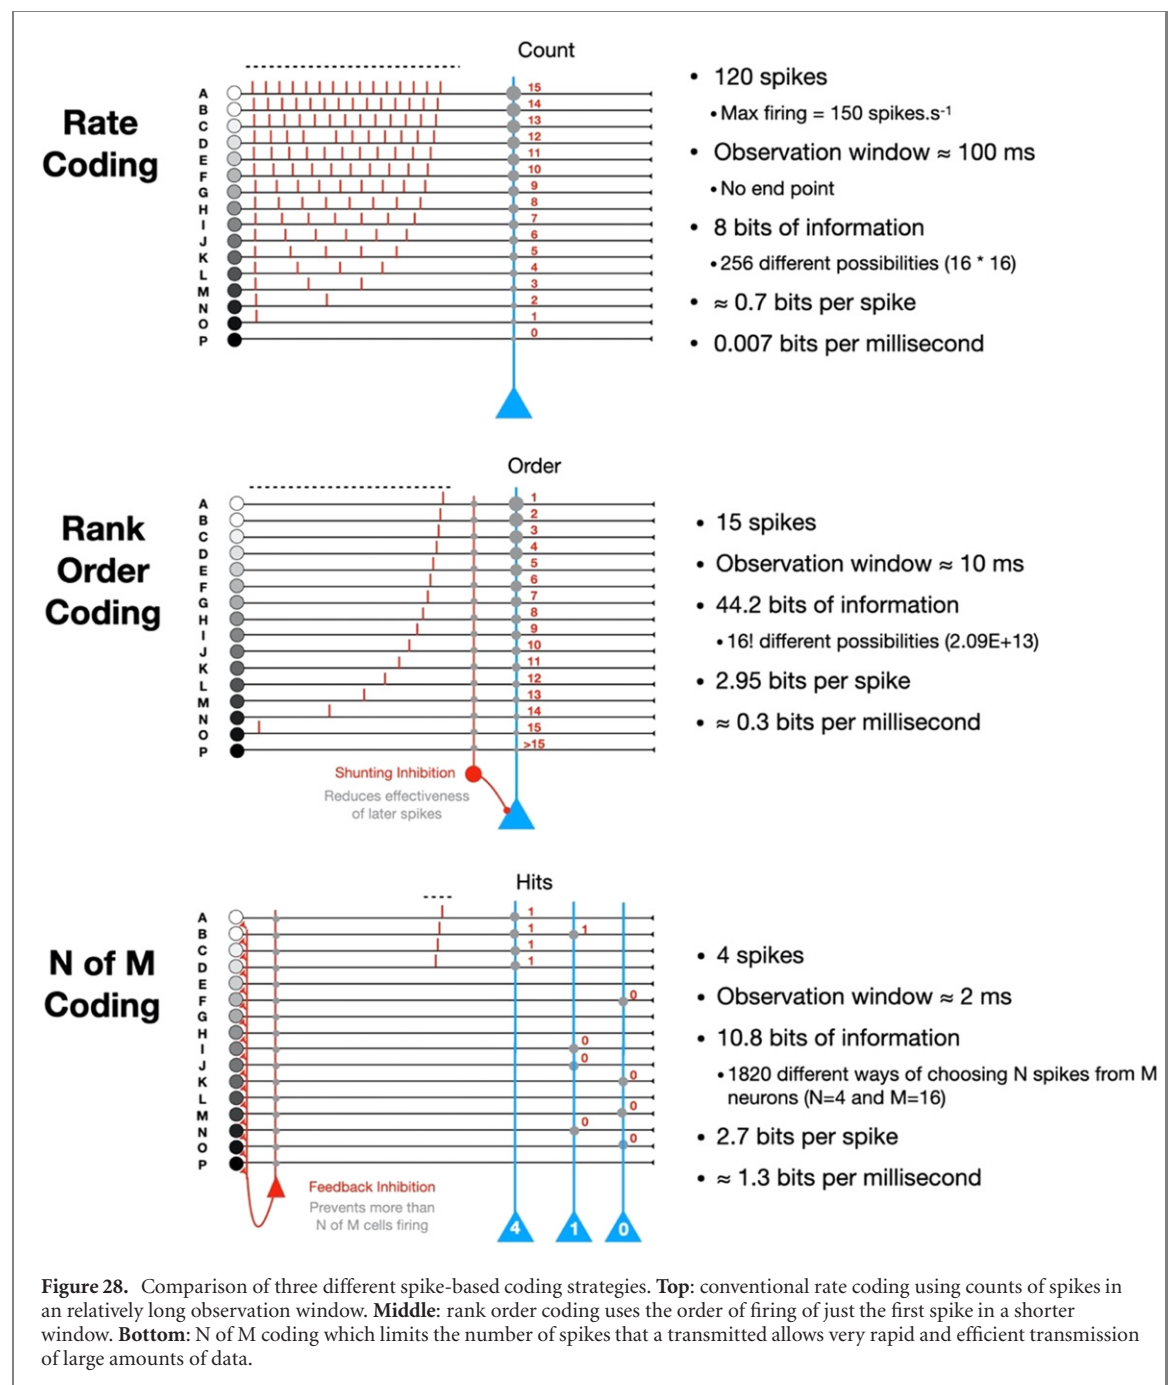 Count
Rate
Coding
A
B
C
D
E
F
G
H
I
J
K
L
M
N
O
P
15
14
13
12
11
10
9
8
7
6
5
4
3
2
1
0
• 120 spikes
• Max firing = 150 spikes.s-1
• Observation window ≈ 100 ms
• No end point
• 8 bits of information
• 256 different possibilities (16 * 16)
• ≈ 0.7 bits per spike
• 0.007 bits per millisecond
Order
Rank
Order
Coding
A
B
C
D
E
F
G
H
I
J
K
L
M
N
O
P
1
2
3
4
5
6
7
8
9
10
11
12
13
14
15
>15
Shunting Inhibition
Reduces effectiveness
of later spikes
• 15 spikes
• Observation window ≈ 10 ms
• 44.2 bits of information
• 16! different possibilities (2.09E+13)
• 2.95 bits per spike
• ≈ 0.3 bits per millisecond
Hits
N of M
Coding
A
B
C
D
E
F
G
H
I
J
K
L
M
N
O
P
1
1
1
1
1
0
0
0
0
0
0
0
Feedback Inhibition
Prevents more than
N of M cells firing
4
1
0
• 4 spikes
• Observation window ≈ 2 ms
• 10.8 bits of information
• 1820 different ways of choosing N spikes from M
neurons (N=4 and M=16)
• 2.7 bits per spike
• ≈ 1.3 bits per millisecond
Figure 28. Comparison of three different spike-based coding strategies. Top: conventional rate coding using counts of spikes in
an relatively long observation window. Middle: rank order coding uses the order of firing of just the first spike in a shorter
window. Bottom: N of M coding which limits the number of spikes that a transmitted allows very rapid and efficient transmission
of large amounts of data.